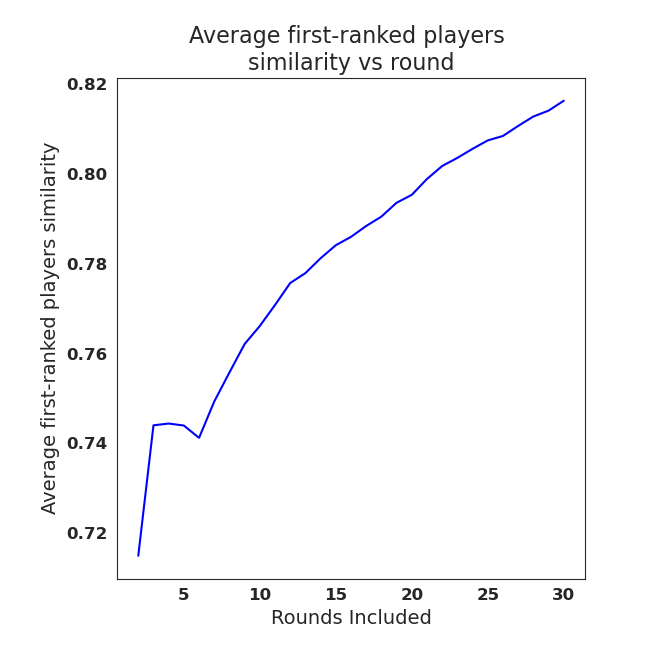 Average first-ranked players
similarity vs round
Average first-ranked players similarity
0.82
0.80
0.78
0.76
0.74
0.72
5 10 15 20 25 30
Rounds Included